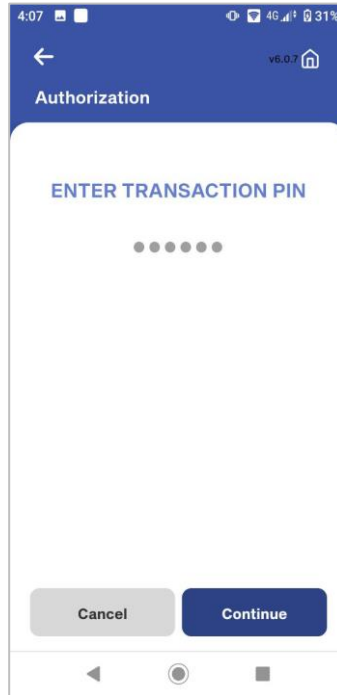 4:07 4G 31%
v6.0.7
Authorization
ENTER TRANSACTION PIN
Cancel Continue